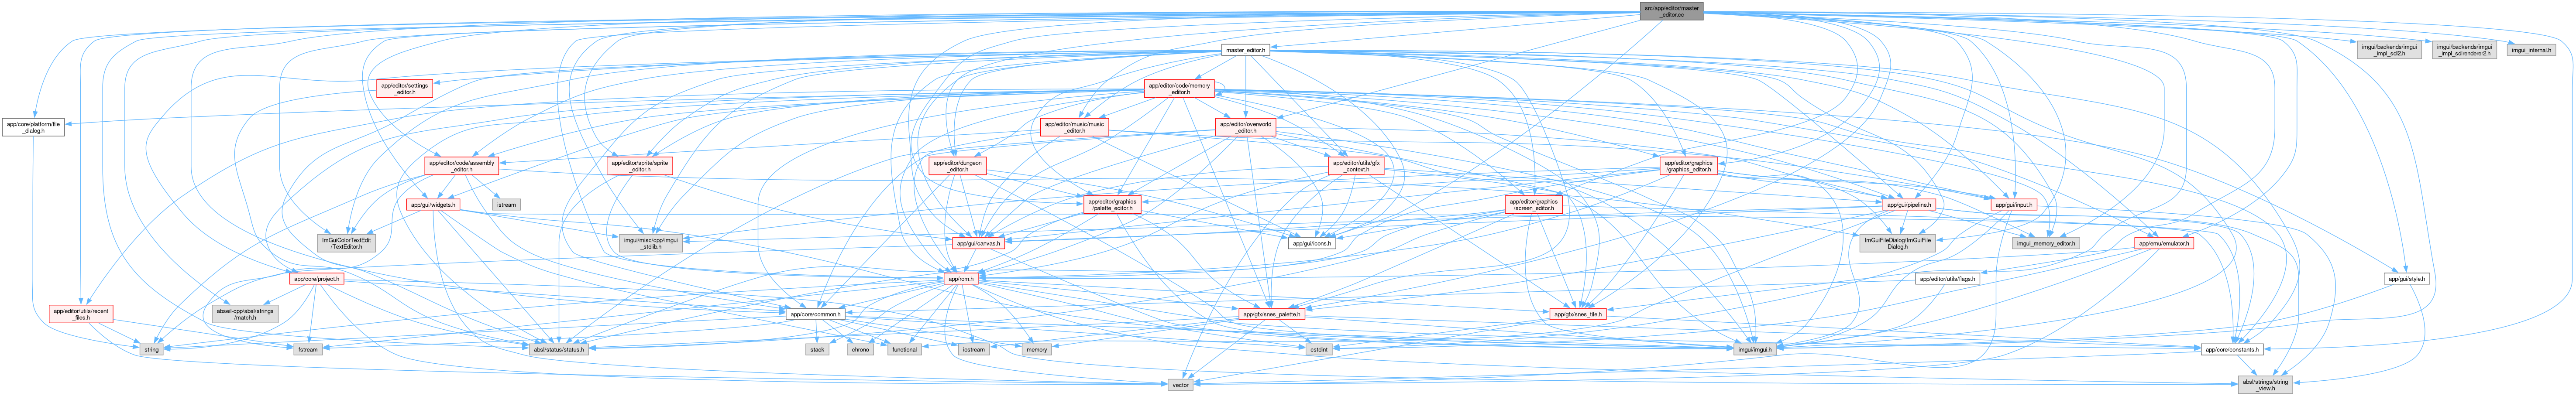 src/app/editor/master
_editor.cc
master_editor.h
imgui/backends/imgui
_impl_sdl2.h
imgui/backends/imgui
_impl_sdlrenderer2.h
imgui_internal.h
app/editor/settings
_editor.h
app/editor/code/memory
_editor.h
app/core/platform/file
_dialog.h
app/editor/music/music
_editor.h
app/editor/overworld
_editor.h
app/editor/code/assembly
_editor.h
app/editor/sprite/sprite
_editor.h
app/editor/dungeon
_editor.h
app/editor/utils/gfx
_context.h
app/editor/graphics
/graphics_editor.h
istream
app/gui/widgets.h
app/editor/graphics
/palette_editor.h
app/editor/graphics
/screen_editor.h
app/gui/pipeline.h
app/gui/input.h
ImGuiColorTextEdit
/TextEditor.h
imgui/misc/cpp/imgui
_stdlib.h
app/gui/canvas.h
app/gui/icons.h
ImGuiFileDialog/ImGuiFile
Dialog.h
imgui_memory_editor.h
app/emu/emulator.h
app/core/project.h
app/rom.h
app/editor/utils/flags.h
app/gui/style.h
app/editor/utils/recent
_files.h
abseil-cpp/absl/strings
/match.h
app/core/common.h
app/gfx/snes_palette.h
app/gfx/snes_tile.h
string
fstream
absl/status/status.h
stack
chrono
functional
iostream
memory
cstdint
imgui/imgui.h
app/core/constants.h
vector
absl/strings/string
_view.h